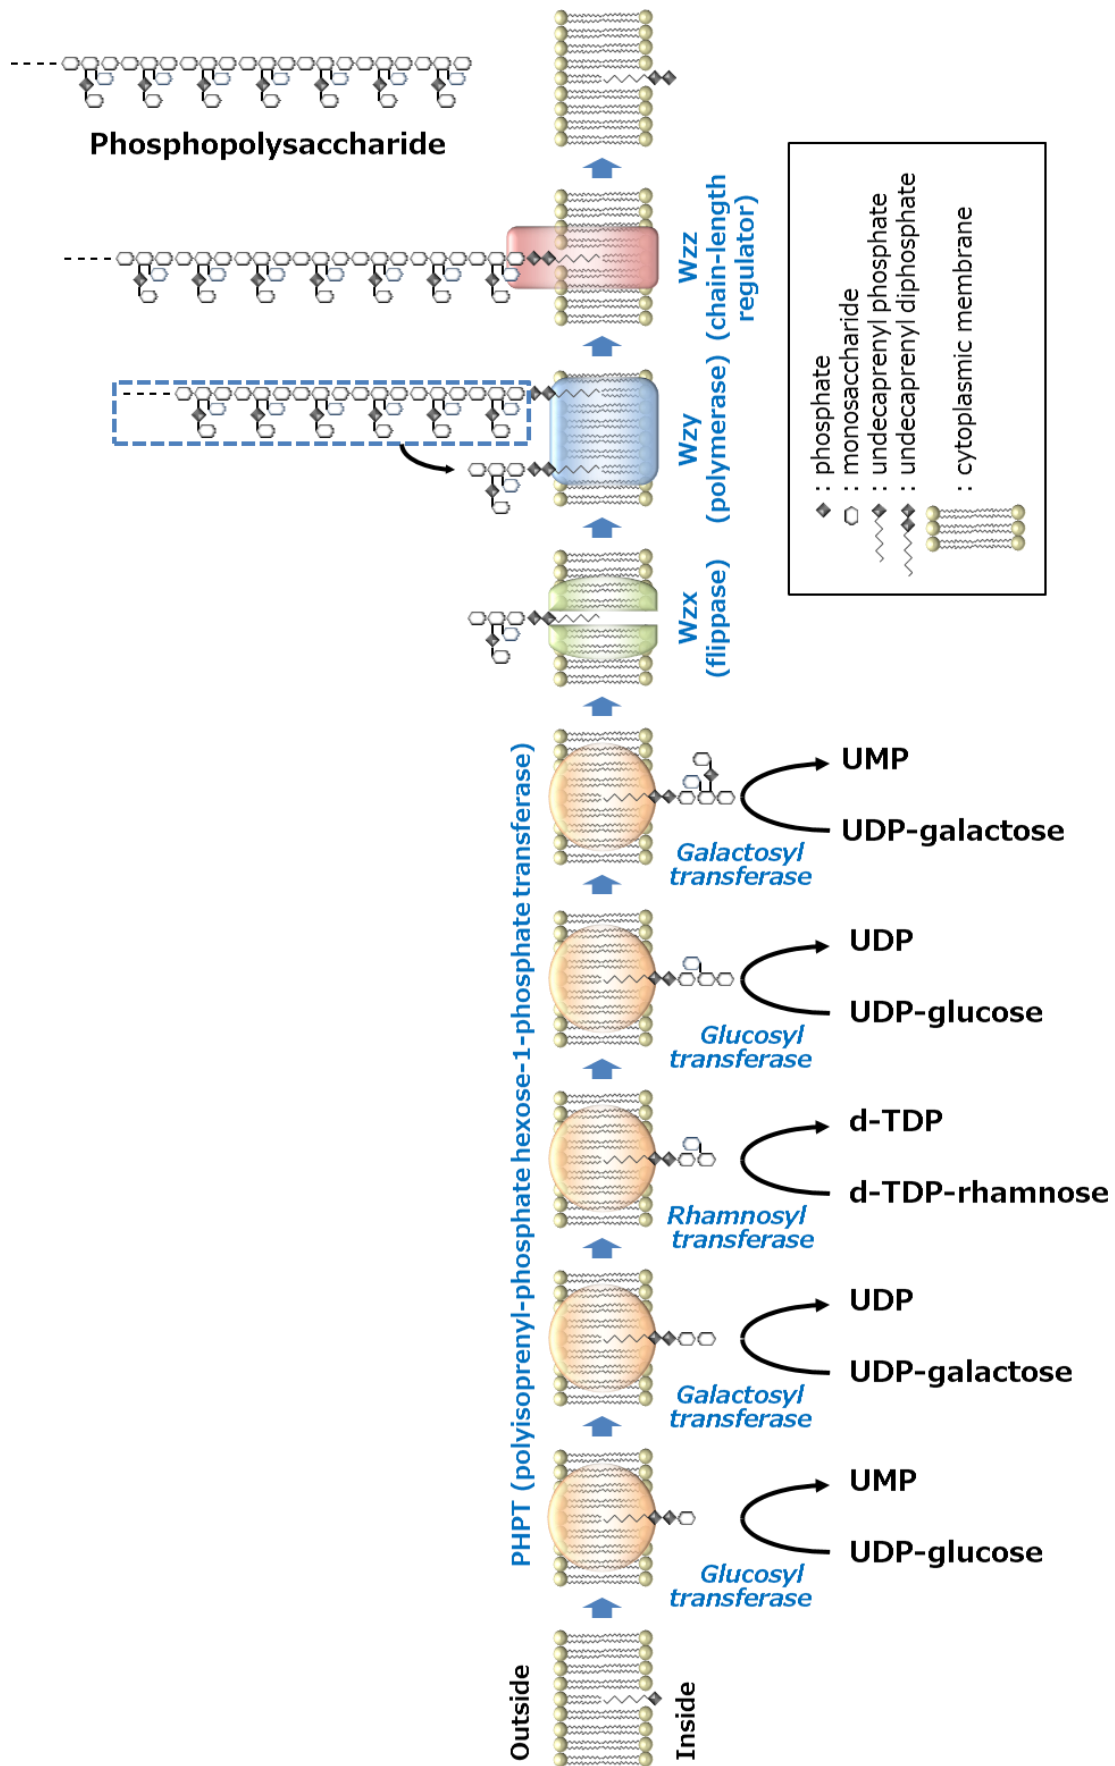 Phosphopolysaccharide
Wzz
(chain-length
regulator)
Wzy
(polymerase)
Wzx
(flippase)
: phosphate
: monosaccharide
: undecaprenyl phosphate
: undecaprenyl diphosphate
: cytoplasmic membrane
PHPT (polyisoprenyl-phosphate hexose-1-phosphate transferase)
UMP
UDP-galactose
Galactosyl
transferase
UDP
UDP-glucose
Glucosyl
transferase
d-TDP
d-TDP-rhamnose
Rhamnosyl
transferase
UDP
UDP-galactose
Galactosyl
transferase
UMP
UDP-glucose
Glucosyl
transferase
Outside
Inside